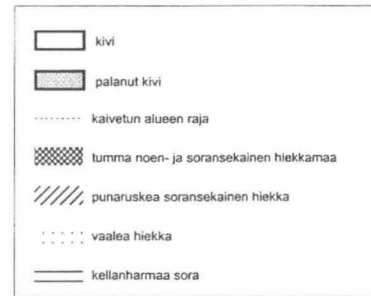 kivi
palanut kivi
kaivetun alueen raja
tumma noen- ja soransekainen hiekkamaa
punaruskea soransekainen hiekka
vaalea hiekka
kellanharmaa sora